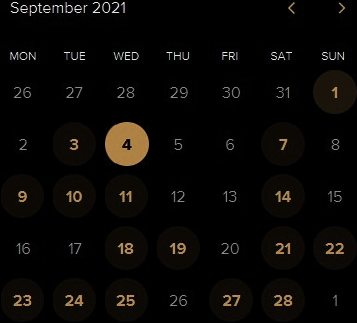 September 2021 < >
MON TUE WED THU FRI SAT SUN
26 27 28 29 30 31 1
2 3 4 5 6 7 8
9 10 11 12 13 14 15
16 17 18 19 20 21 22
23 24 25 26 27 28 1